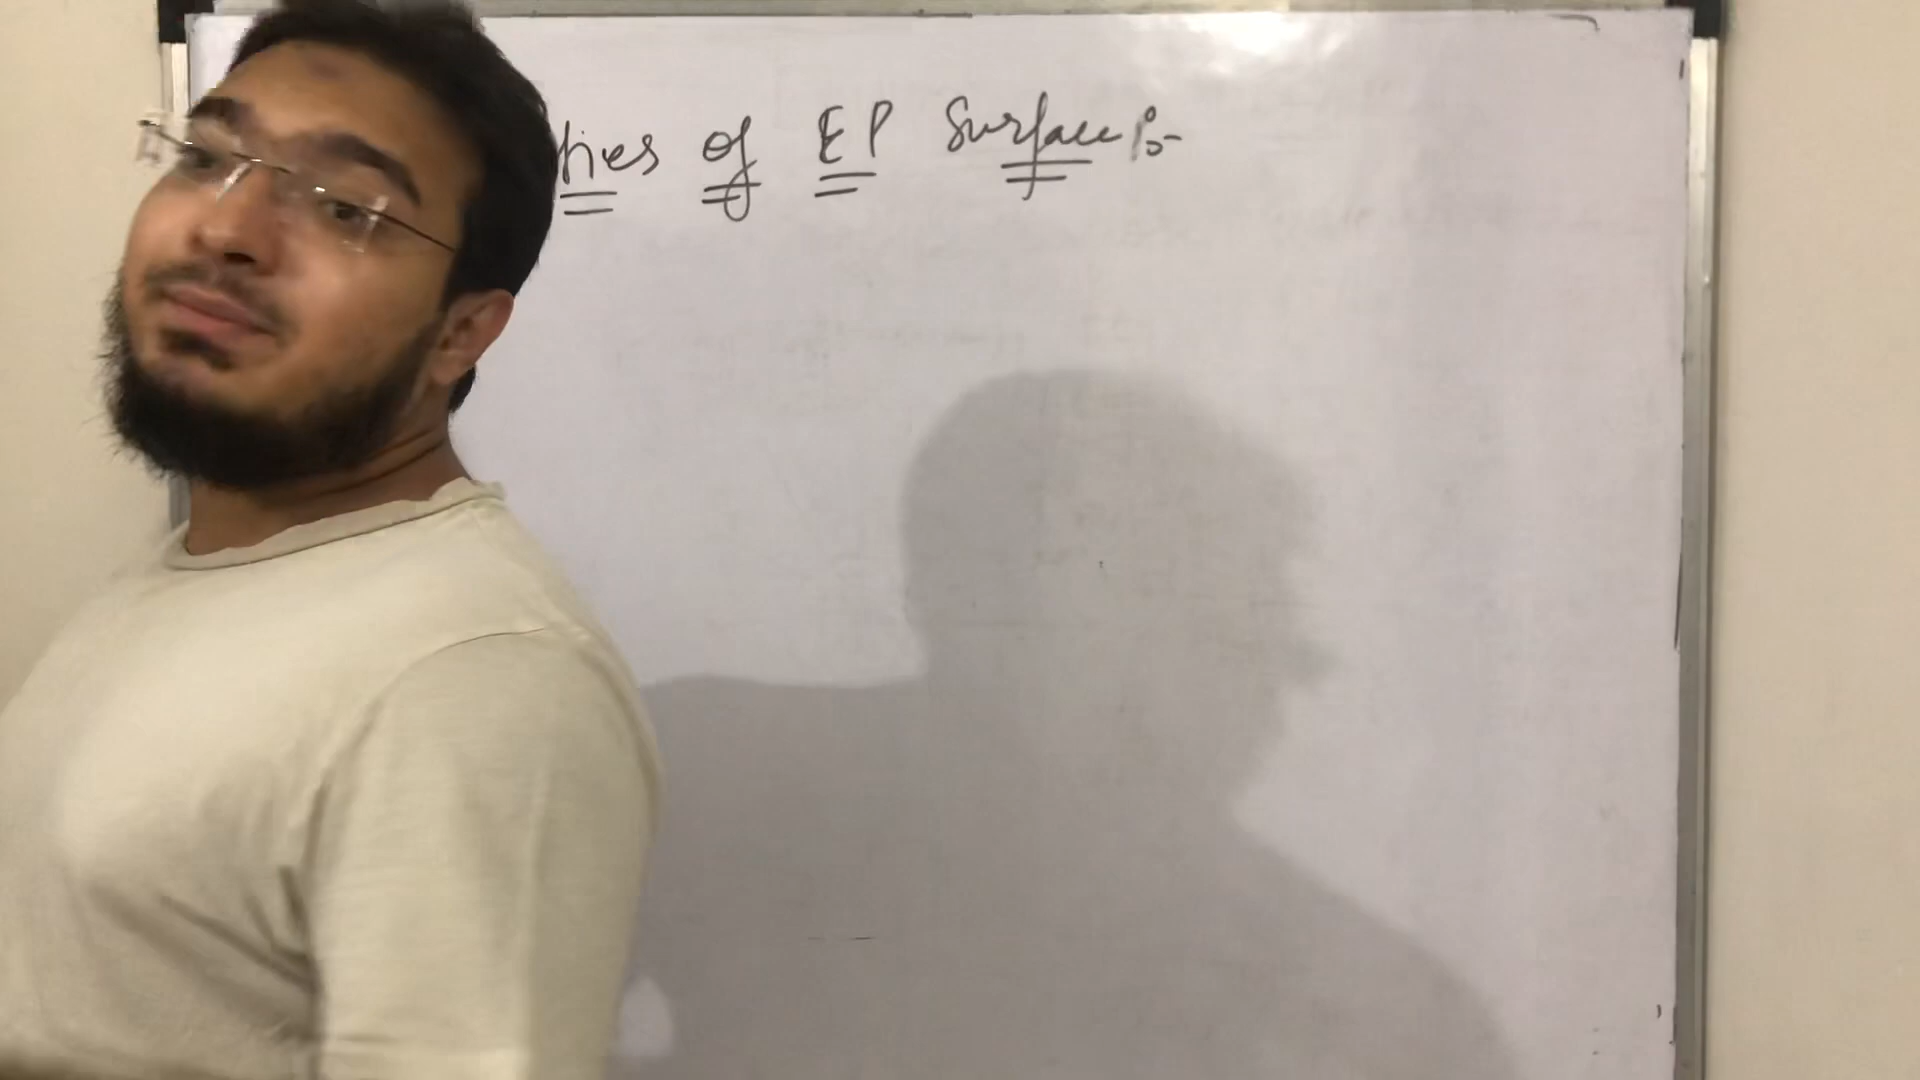 ties of EP Surface :-